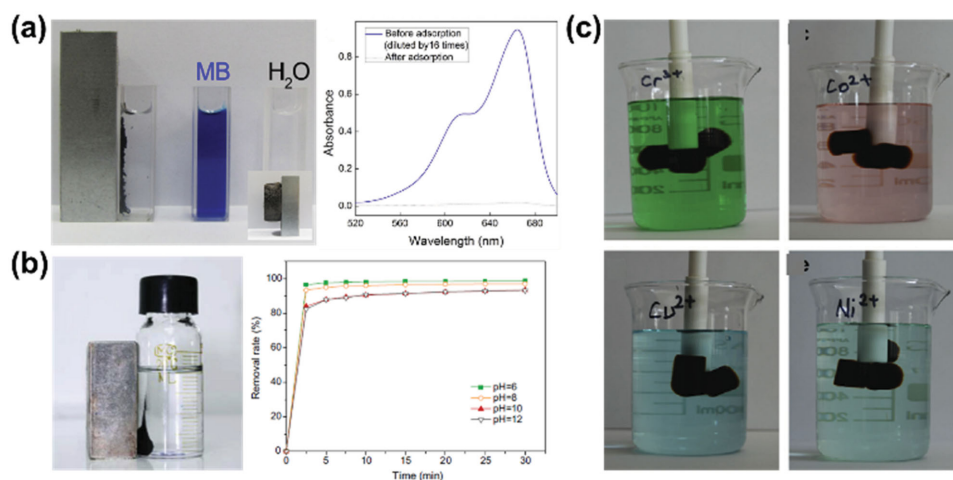 (a)
MB
H₂O
Absorbance
0.8
0.6
0.4
0.2
0.0
Before adsorption
(diluted by16 times)
After adsorption
520
560
600
640
680
Wavelength (nm)
(b)
Removal rate (%)
100
80
60
40
20
0
pH=6
pH=8
pH=10
pH=12
0
5
10
15
20
25
30
Time (min)
(c)
Cr³⁺
Co²⁺
Cu²⁺
Ni²⁺
e